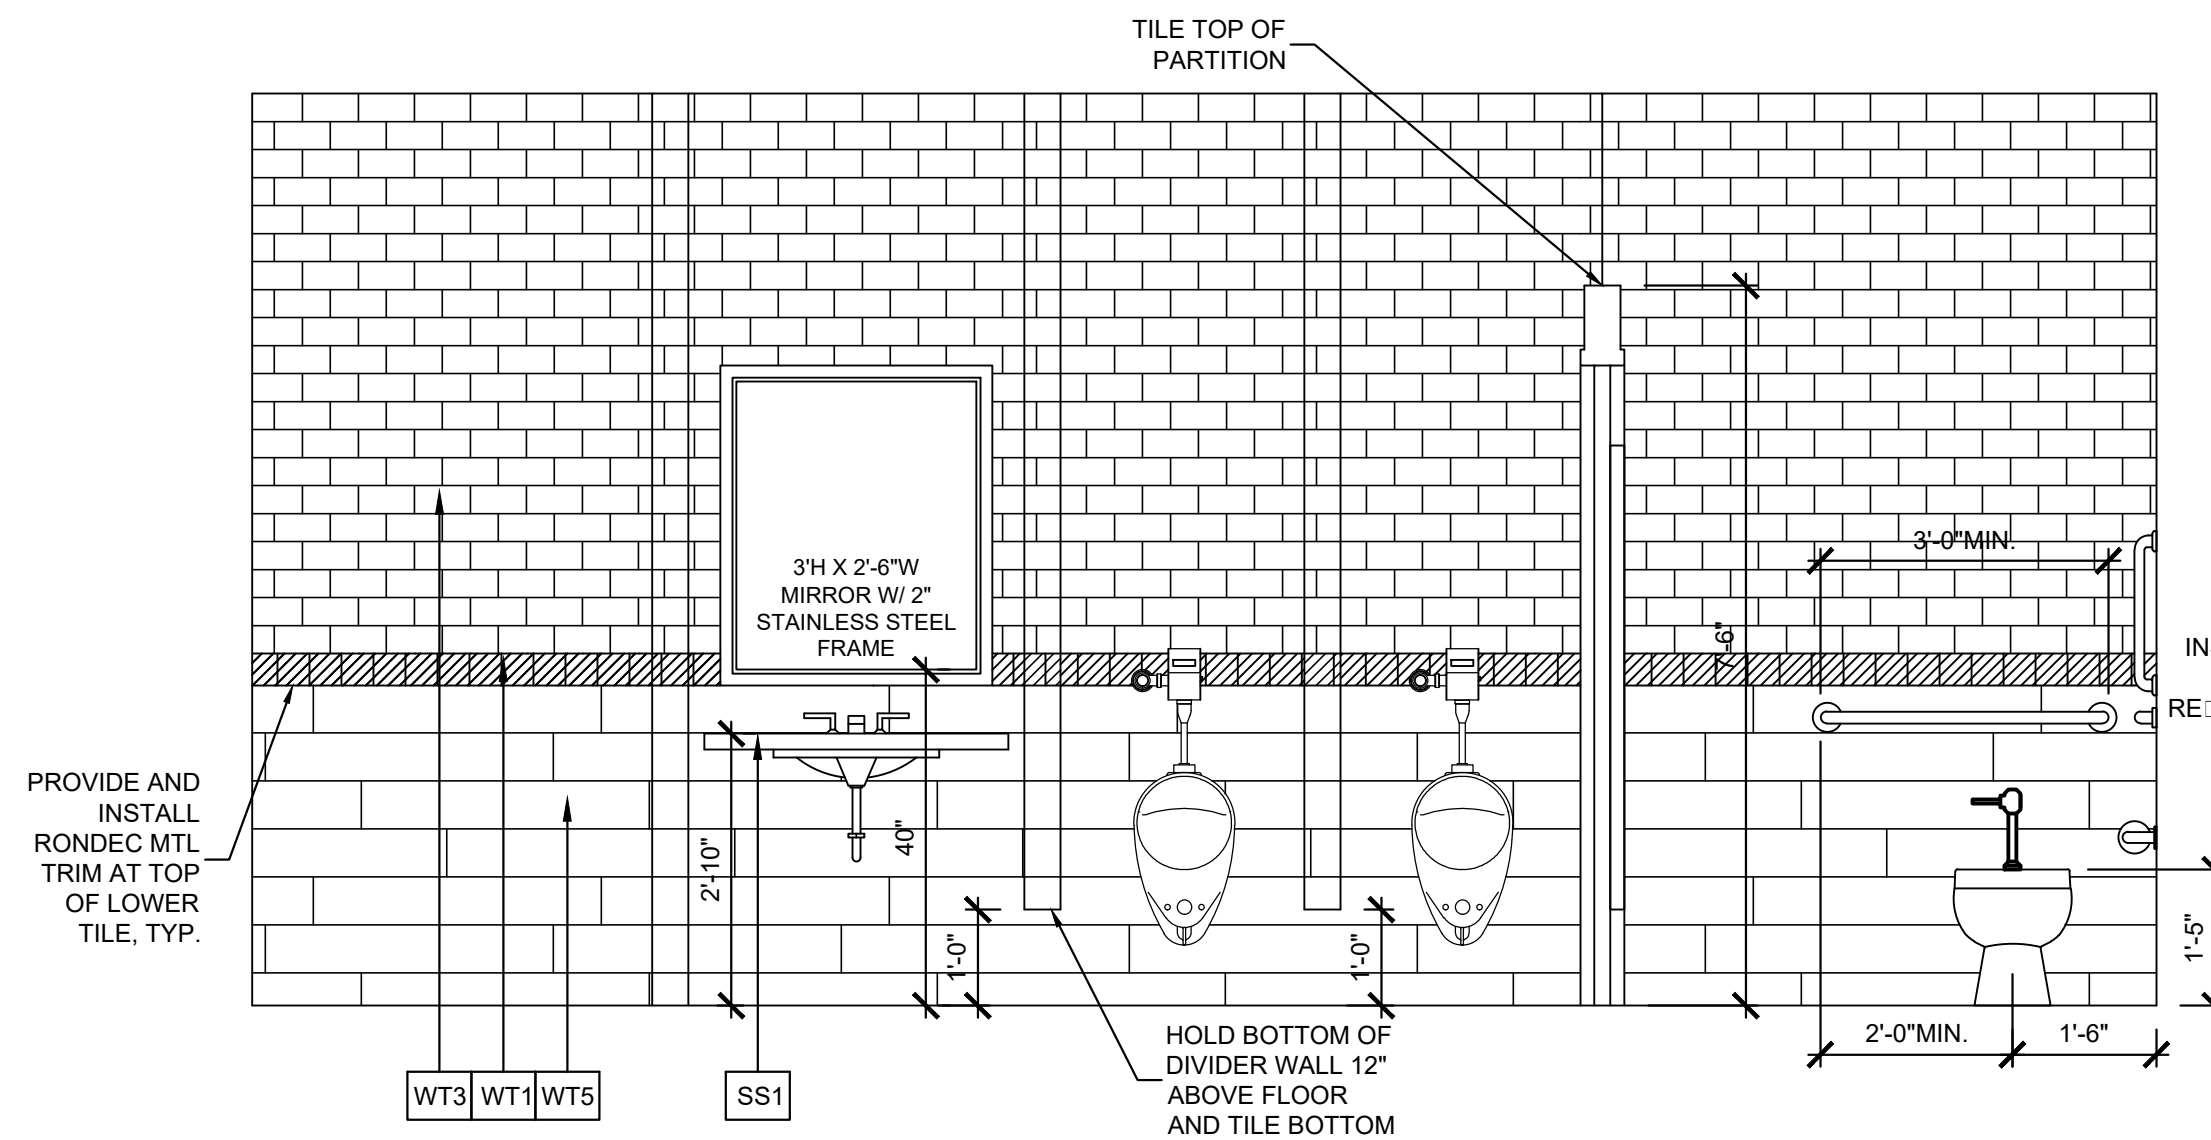 TILE TOP OF
PARTITION
3'H X 2'-6"W
MIRROR W/ 2"
STAINLESS STEEL
FRAME
3'-0"MIN.
7'-6"
PROVIDE AND
INSTALL
RONDEC MTL
TRIM AT TOP
OF LOWER
TILE, TYP.
2'-10"
40"
1'-0"
1'-0"
1'-5"
2'-0"MIN.
1'-6"
HOLD BOTTOM OF
DIVIDER WALL 12"
ABOVE FLOOR
AND TILE BOTTOM
WT3
WT1
WT5
SS1